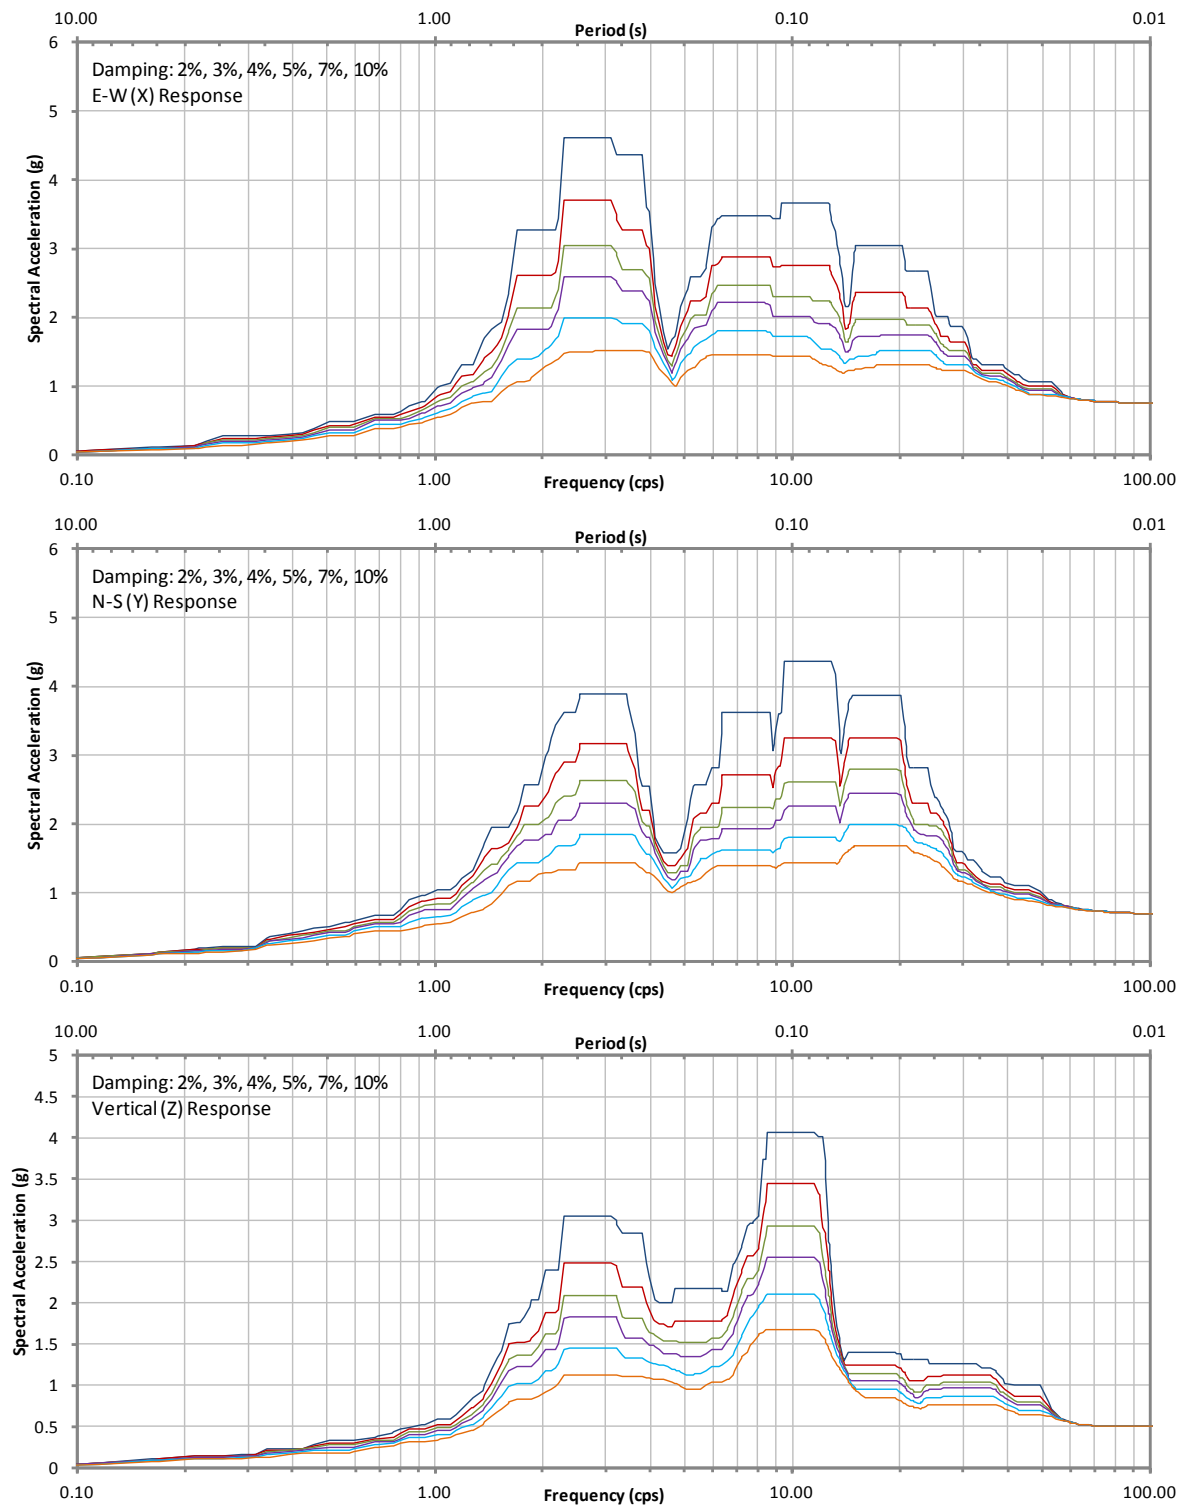 10.00 1.00 0.10 0.01
Period (s)
6
Damping: 2%, 3%, 4%, 5%, 7%, 10%
E-W (X) Response
5
4
3
2
1
0
Spectral Acceleration (g)
0.10 1.00 10.00 100.00
Frequency (cps)
10.00 1.00 0.10 0.01
Period (s)
6
Damping: 2%, 3%, 4%, 5%, 7%, 10%
N-S (Y) Response
5
4
3
2
1
0
Spectral Acceleration (g)
0.10 1.00 10.00 100.00
Frequency (cps)
10.00 1.00 0.10 0.01
Period (s)
5
Damping: 2%, 3%, 4%, 5%, 7%, 10%
4.5
Vertical (Z) Response
4
3.5
3
2.5
2
1.5
1
0.5
0
Spectral Acceleration (g)
0.10 1.00 10.00 100.00
Frequency (cps)